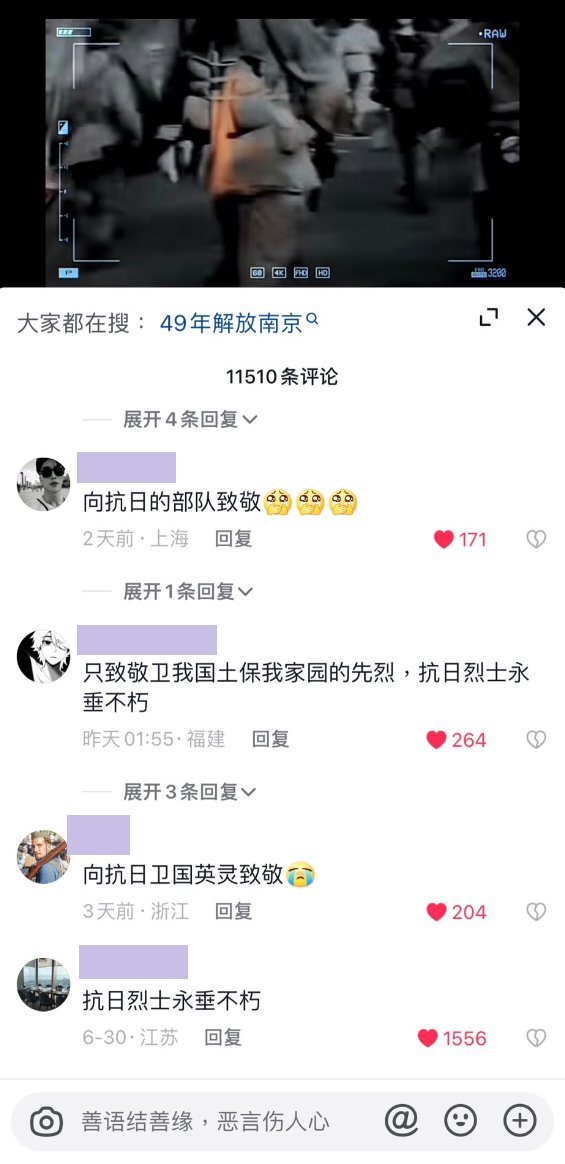 •RAW
P
60 4K FHD HD
ISO AUTO 3200
大家都在搜：49年解放南京
11510条评论
展开4条回复
向抗日的部队致敬🥺🥺🥺
2天前·上海 回复 171
展开1条回复
只致敬卫我国土保我家园的先烈，抗日烈士永
垂不朽
昨天01:55·福建 回复 264
展开3条回复
向抗日卫国英灵致敬😭
3天前·浙江 回复 204
抗日烈士永垂不朽
6-30·江苏 回复 1556
善语结善缘，恶言伤人心